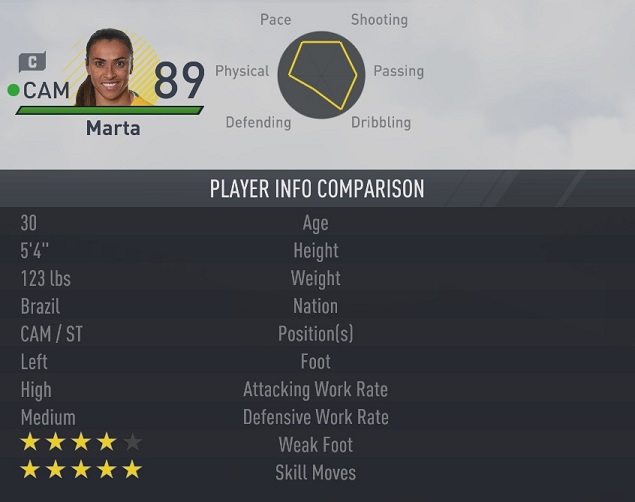 Pace Shooting
C
CAM 89 Physical Passing
Marta Defending Dribbling
PLAYER INFO COMPARISON
30 Age
5'4" Height
123 lbs Weight
Brazil Nation
CAM / ST Position(s)
Left Foot
High Attacking Work Rate
Medium Defensive Work Rate
Weak Foot
Skill Moves